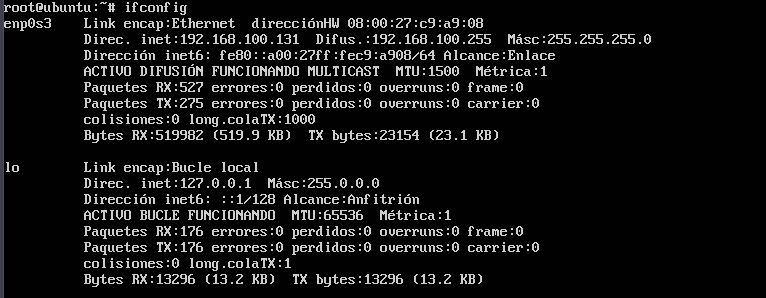 root@ubuntu:~# ifconfig
enp0s3    Link encap:Ethernet  direcciónHW 08:00:27:c9:a9:08
          Direc. inet:192.168.100.131  Difus.:192.168.100.255  Másc:255.255.255.0
          Dirección inet6: fe80::a00:27ff:fec9:a908/64 Alcance:Enlace
          ACTIVO DIFUSIÓN FUNCIONANDO MULTICAST  MTU:1500  Métrica:1
          Paquetes RX:527 errores:0 perdidos:0 overruns:0 frame:0
          Paquetes TX:275 errores:0 perdidos:0 overruns:0 carrier:0
          colisiones:0 long.colaTX:1000
          Bytes RX:519982 (519.9 KB)  TX bytes:23154 (23.1 KB)
lo        Link encap:Bucle local
          Direc. inet:127.0.0.1  Másc:255.0.0.0
          Dirección inet6: ::1/128 Alcance:Anfitrión
          ACTIVO BUCLE FUNCIONANDO  MTU:65536  Métrica:1
          Paquetes RX:176 errores:0 perdidos:0 overruns:0 frame:0
          Paquetes TX:176 errores:0 perdidos:0 overruns:0 carrier:0
          colisiones:0 long.colaTX:1
          Bytes RX:13296 (13.2 KB)  TX bytes:13296 (13.2 KB)